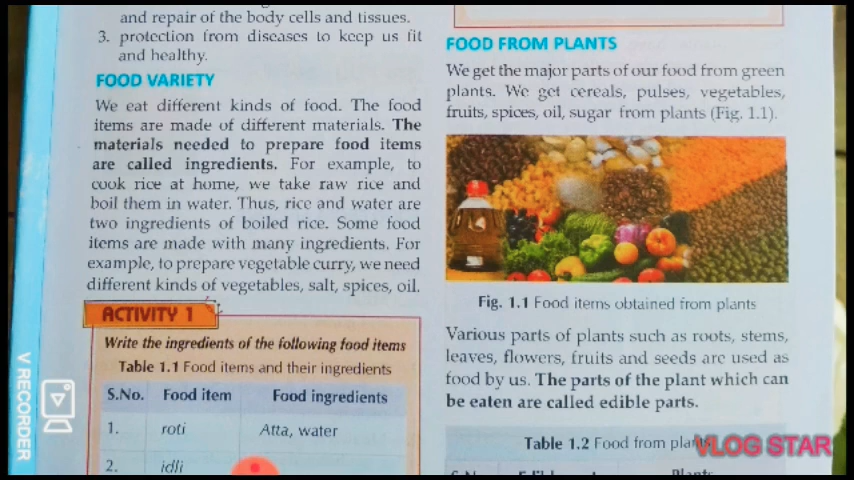 and repair of the body cells and tissues.
3. protection from diseases to keep us fit
and healthy.
FOOD VARIETY
We eat different kinds of food. The food
items are made of different materials. The
materials needed to prepare food items
are called ingredients. For example, to
cook rice at home, we take raw rice and
boil them in water. Thus, rice and water are
two ingredients of boiled rice. Some food
items are made with many ingredients. For
example, to prepare vegetable curry, we need
different kinds of vegetables, salt, spices, oil.
ACTIVITY 1
Write the ingredients of the following food items
Table 1.1 Food items and their ingredients
S.No. Food item Food ingredients
1. roti Atta, water
2. idli
FOOD FROM PLANTS
We get the major parts of our food from green
plants. We get cereals, pulses, vegetables,
fruits, spices, oil, sugar from plants (Fig. 1.1).
Fig. 1.1 Food items obtained from plants
Various parts of plants such as roots, stems,
leaves, flowers, fruits and seeds are used as
food by us. The parts of the plant which can
be eaten are called edible parts.
Table 1.2 Food from plants
Plants
V RECORDER
VLOG STAR